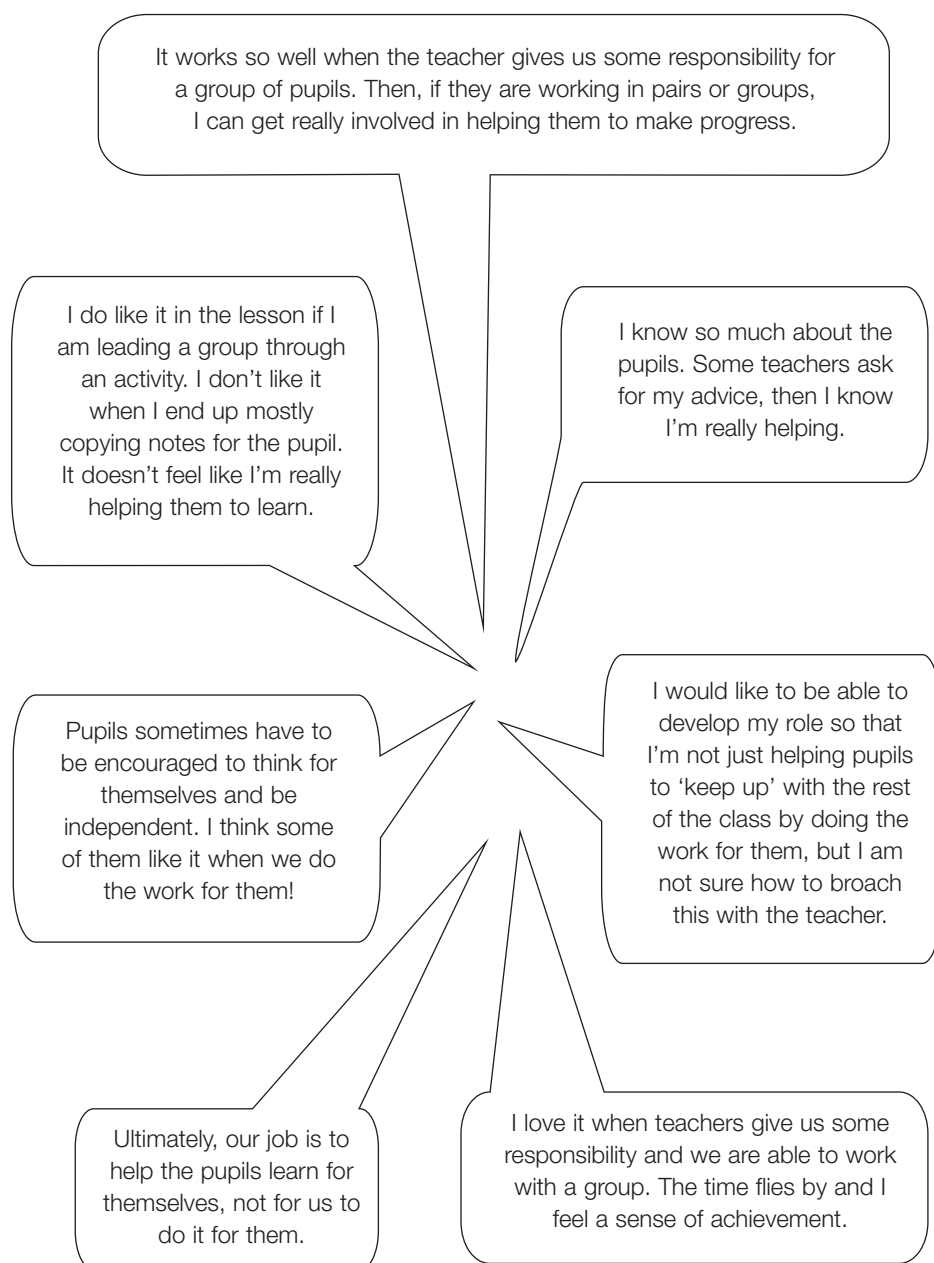 It works so well when the teacher gives us some responsibility for
a group of pupils. Then, if they are working in pairs or groups,
I can get really involved in helping them to make progress.
I do like it in the lesson if I
am leading a group through
an activity. I don’t like it
when I end up mostly
copying notes for the pupil.
It doesn’t feel like I’m really
helping them to learn.
I know so much about the
pupils. Some teachers ask
for my advice, then I know
I’m really helping.
Pupils sometimes have to
be encouraged to think for
themselves and be
independent. I think some
of them like it when we do
the work for them!
I would like to be able to
develop my role so that
I’m not just helping pupils
to ‘keep up’ with the rest
of the class by doing the
work for them, but I am
not sure how to broach
this with the teacher.
Ultimately, our job is to
help the pupils learn for
themselves, not for us to
do it for them.
I love it when teachers give us some
responsibility and we are able to work
with a group. The time flies by and I
feel a sense of achievement.